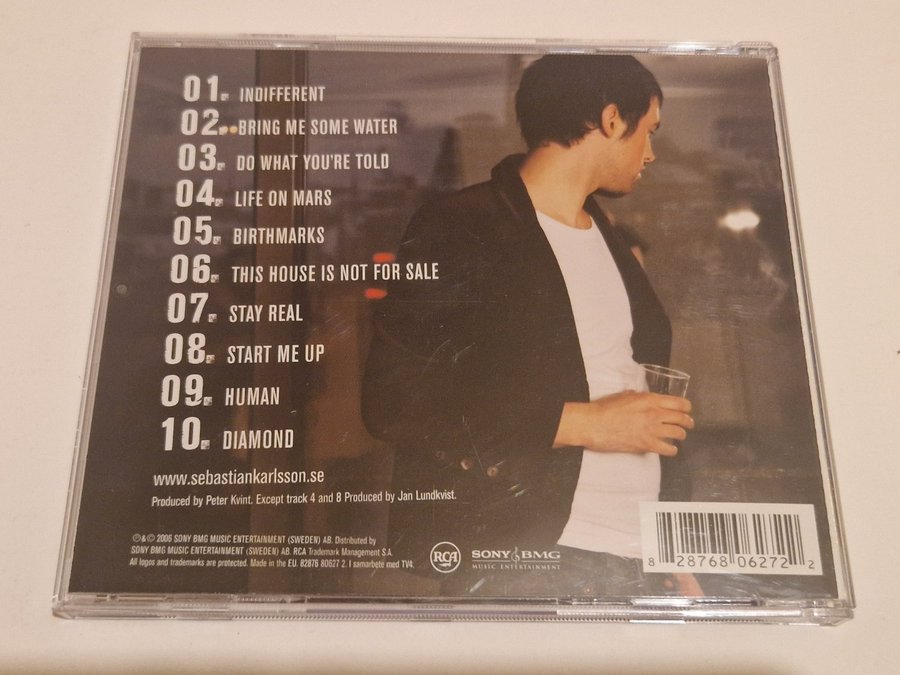 01. INDIFFERENT
02. BRING ME SOME WATER
03. DO WHAT YOU'RE TOLD
04. LIFE ON MARS
05. BIRTHMARKS
06. THIS HOUSE IS NOT FOR SALE
07. STAY REAL
08. START ME UP
09. HUMAN
10. DIAMOND
www.sebastiankarlsson.se
Produced by Peter Kvint. Except track 4 and 8 Produced by Jan Lundkvist.
℗ & © 2006 SONY BMG MUSIC ENTERTAINMENT (SWEDEN) AB. Distributed by
SONY BMG MUSIC ENTERTAINMENT (SWEDEN) AB. RCA Trademark Management S.A.
All logos and trademarks are protected. Made in the EU. 82876 80627 2. I samarbete med TV4.
RCA
SONY BMG
MUSIC ENTERTAINMENT
8 28768 06272 2